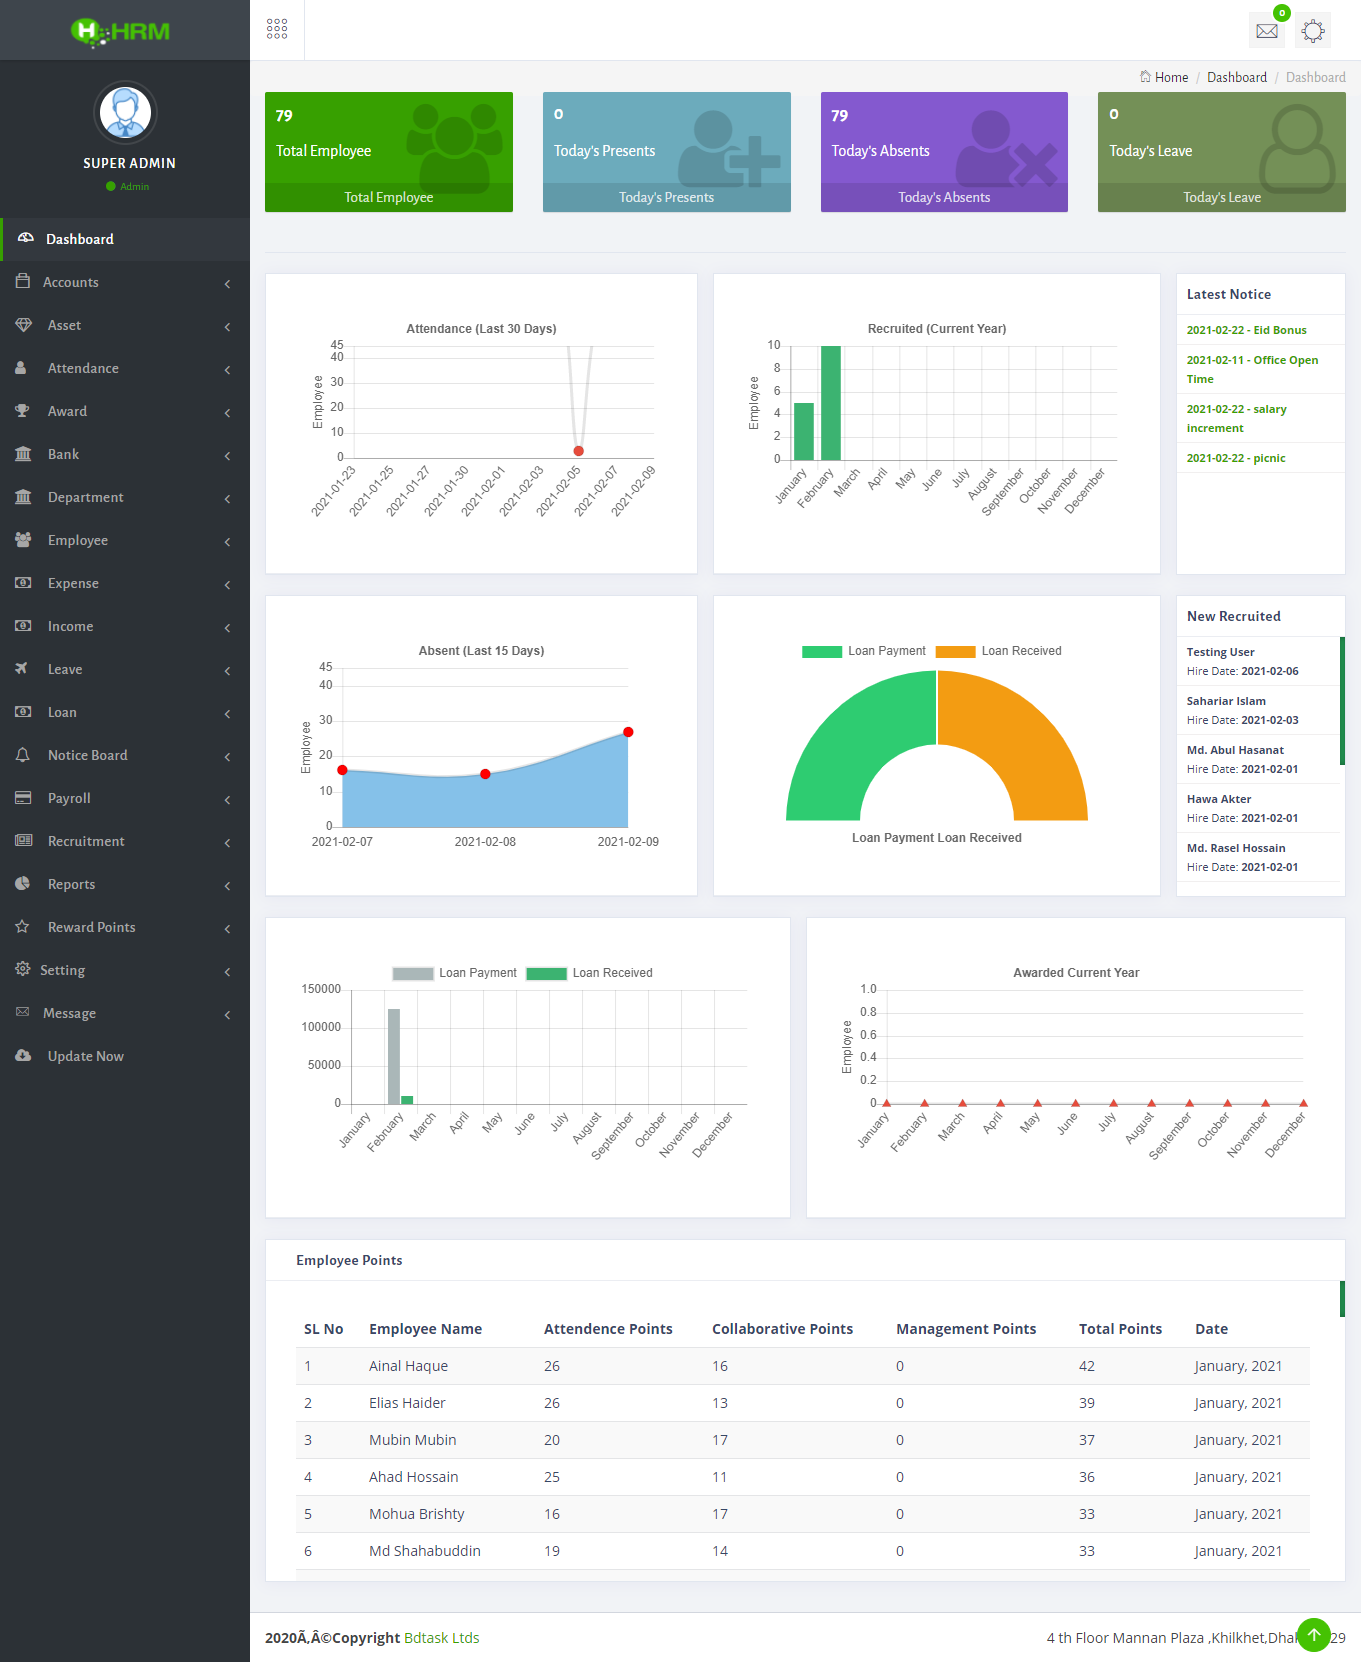 HRM
0
SUPER ADMIN
Admin
Dashboard
Accounts
Asset
Attendance
Award
Bank
Department
Employee
Expense
Income
Leave
Loan
Notice Board
Payroll
Recruitment
Reports
Reward Points
Setting
Message
Update Now
Home / Dashboard / Dashboard
79
Total Employee
Total Employee
0
Today's Presents
Today's Presents
79
Today's Absents
Today's Absents
0
Today's Leave
Today's Leave
Attendance (Last 30 Days)
Employee
45
40
30
20
10
0
2021-01-23
2021-01-25
2021-01-27
2021-01-30
2021-02-01
2021-02-03
2021-02-05
2021-02-07
2021-02-09
Recruited (Current Year)
Employee
10
8
6
4
2
0
January
February
March
April
May
June
July
August
September
October
November
December
Latest Notice
2021-02-22 - Eid Bonus
2021-02-11 - Office Open
Time
2021-02-22 - salary
increment
2021-02-22 - picnic
Absent (Last 15 Days)
Employee
45
40
30
20
10
0
2021-02-07
2021-02-08
2021-02-09
Loan Payment Loan Received
Loan Payment Loan Received
New Recruited
Testing User
Hire Date: 2021-02-06
Sahariar Islam
Hire Date: 2021-02-03
Md. Abul Hasanat
Hire Date: 2021-02-01
Hawa Akter
Hire Date: 2021-02-01
Md. Rasel Hossain
Hire Date: 2021-02-01
Loan Payment Loan Received
150000
100000
50000
0
January
February
March
April
May
June
July
August
September
October
November
December
Awarded Current Year
Employee
1.0
0.8
0.6
0.4
0.2
0
January
February
March
April
May
June
July
August
September
October
November
December
Employee Points
SL No Employee Name Attendence Points Collaborative Points Management Points Total Points Date
1 Ainal Haque 26 16 0 42 January, 2021
2 Elias Haider 26 13 0 39 January, 2021
3 Mubin Mubin 20 17 0 37 January, 2021
4 Ahad Hossain 25 11 0 36 January, 2021
5 Mohua Brishty 16 17 0 33 January, 2021
6 Md Shahabuddin 19 14 0 33 January, 2021
2020Ã‚Â©Copyright Bdtask Ltds
4 th Floor Mannan Plaza ,Khilkhet,Dha 29